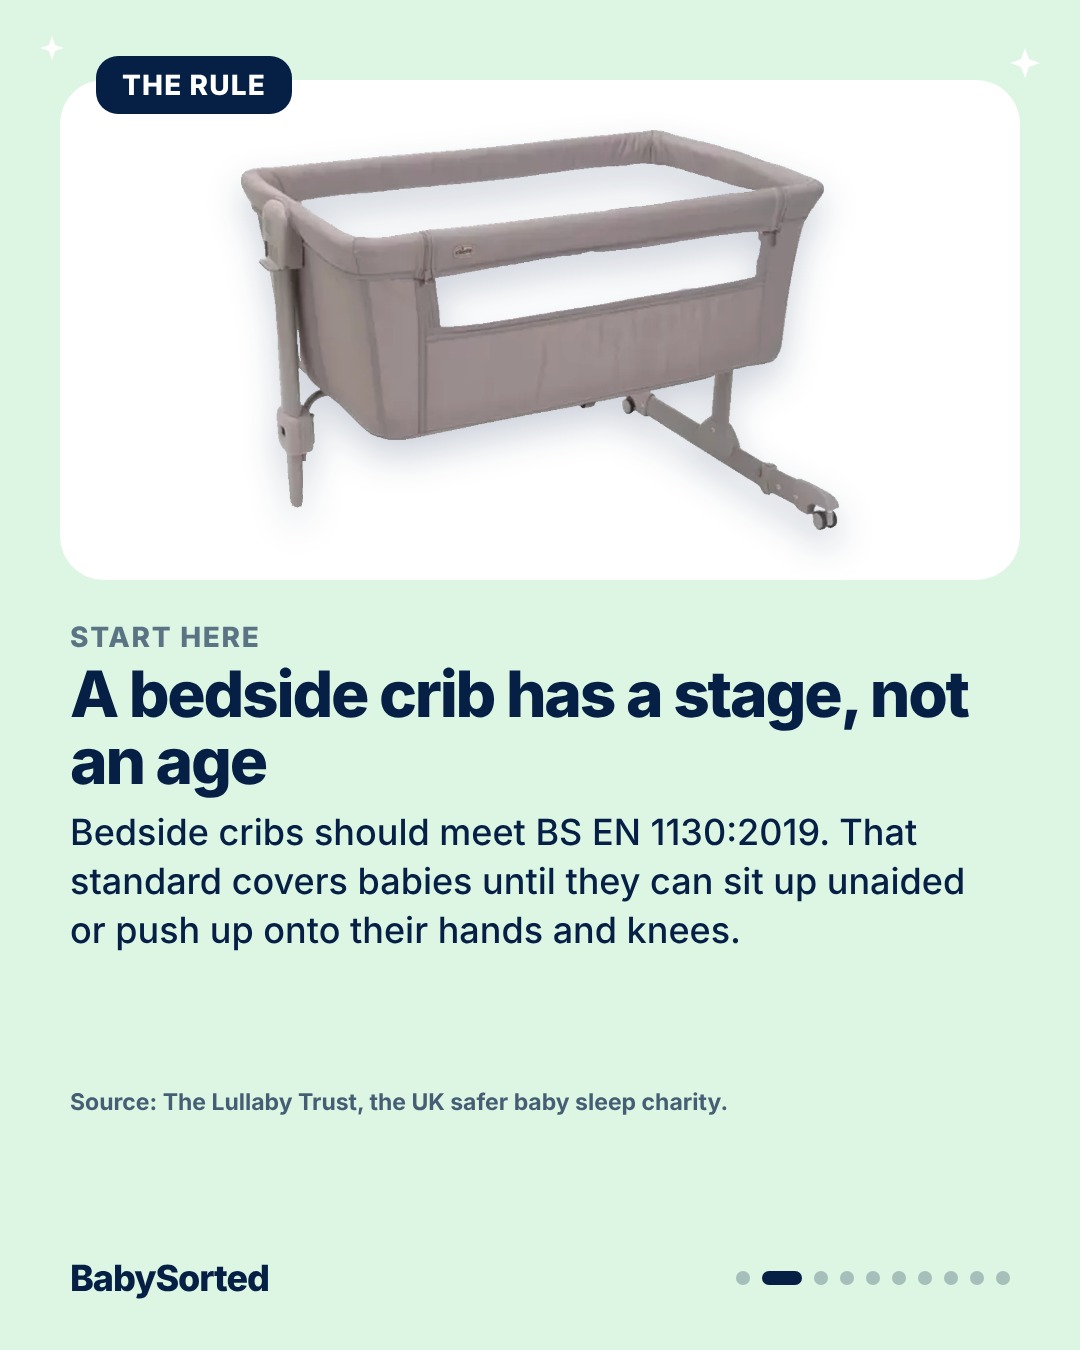 THE RULE
START HERE
A bedside crib has a stage, not
an age
Bedside cribs should meet BS EN 1130:2019. That
standard covers babies until they can sit up unaided
or push up onto their hands and knees.
Source: The Lullaby Trust, the UK safer baby sleep charity.
BabySorted